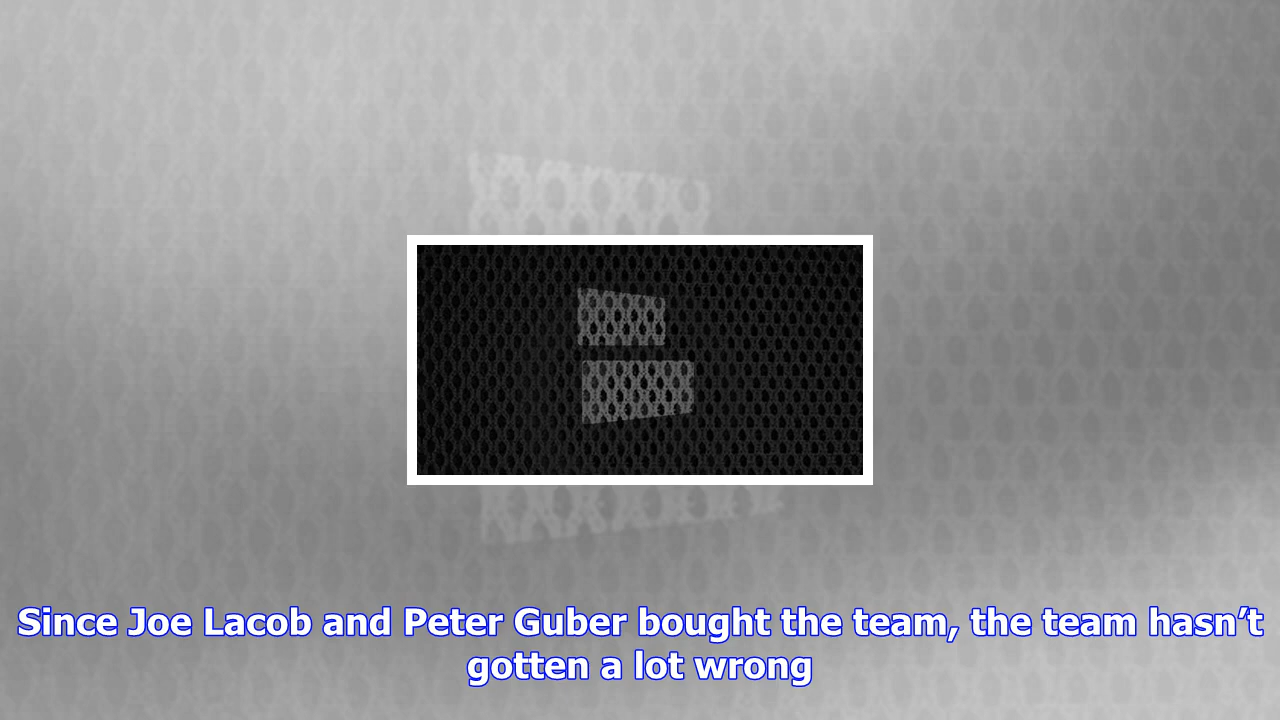 Since Joe Lacob and Peter Guber bought the team, the team hasn’t
gotten a lot wrong